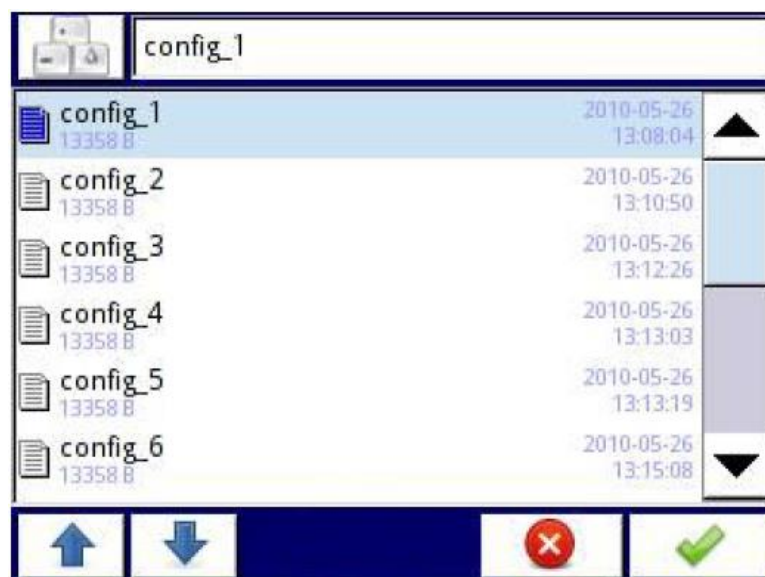 config_1
config_1
13358 B
2010-05-26
13:08:04
config_2
13358 B
2010-05-26
13:10:50
config_3
13358 B
2010-05-26
13:12:26
config_4
13358 B
2010-05-26
13:13:03
config_5
13358 B
2010-05-26
13:13:19
config_6
13358 B
2010-05-26
13:15:08